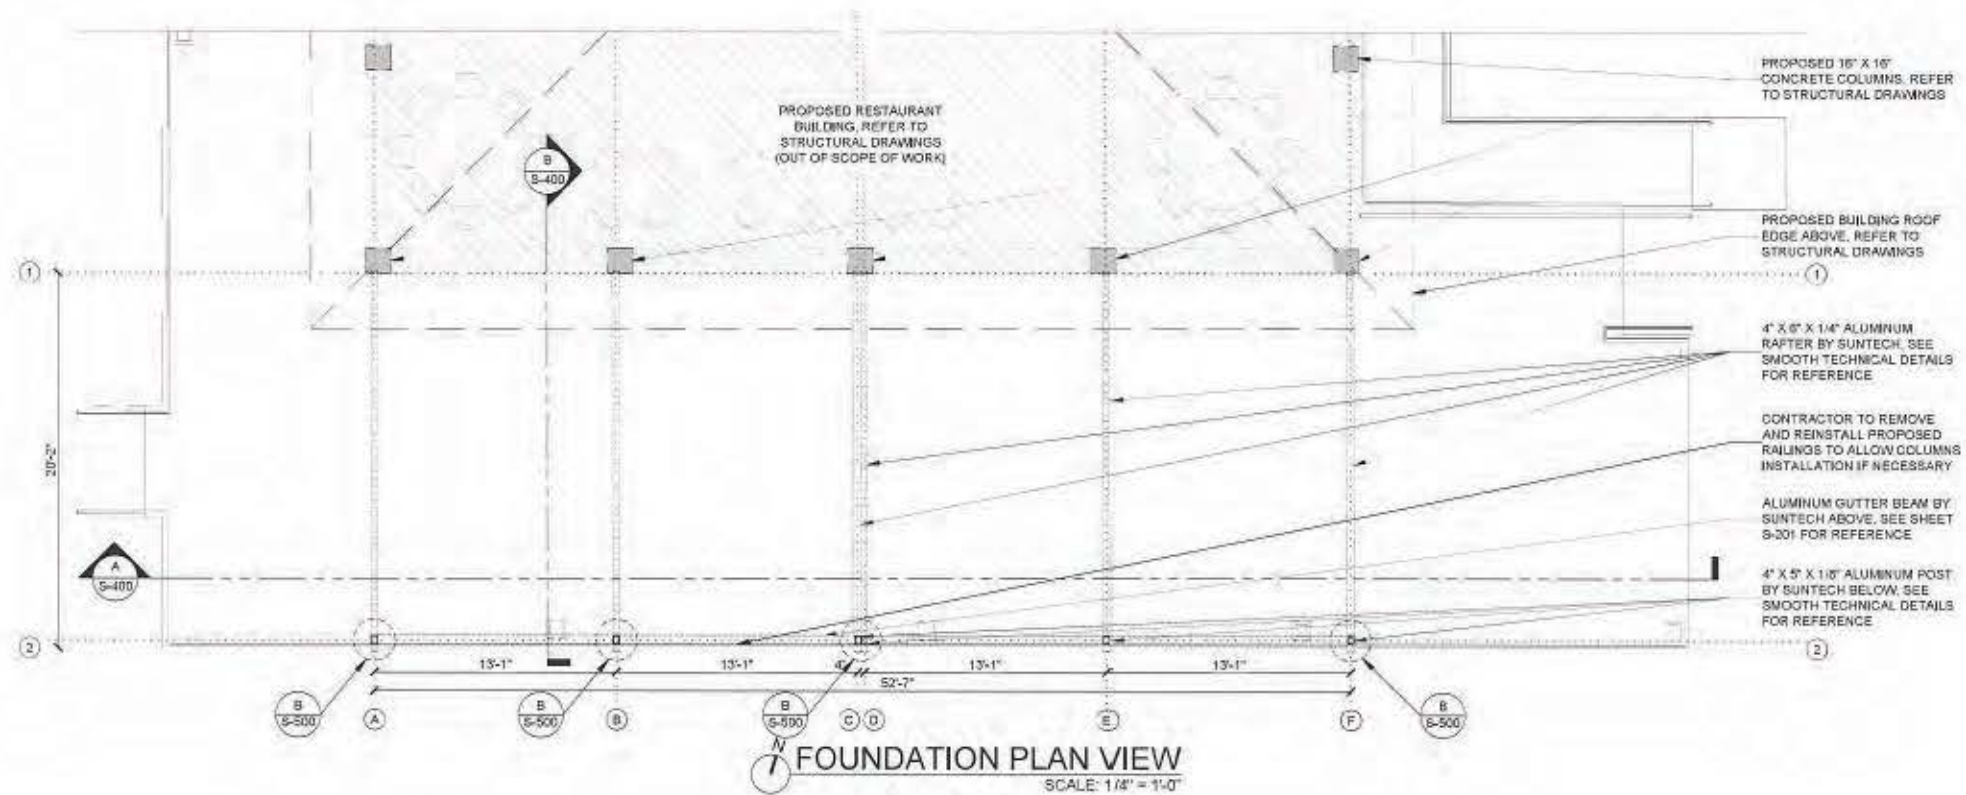 PROPOSED 16" X 16"
CONCRETE COLUMNS, REFER
TO STRUCTURAL DRAWINGS
PROPOSED RESTAURANT
BUILDING, REFER TO
STRUCTURAL DRAWINGS
(OUT OF SCOPE OF WORK)
B
S-400
PROPOSED BUILDING ROOF
EDGE ABOVE, REFER TO
STRUCTURAL DRAWINGS
1
1
4" X 6" X 1/4" ALUMINUM
RAFTER BY SUNTECH, SEE
SMOOTH TECHNICAL DETAILS
FOR REFERENCE
CONTRACTOR TO REMOVE
AND REINSTALL PROPOSED
RAILINGS TO ALLOW COLUMNS
INSTALLATION IF NECESSARY
20'-2"
ALUMINUM GUTTER BEAM BY
SUNTECH ABOVE, SEE SHEET
S-201 FOR REFERENCE
A
S-400
4" X 5" X 1/8" ALUMINUM POST
BY SUNTECH BELOW, SEE
SMOOTH TECHNICAL DETAILS
FOR REFERENCE
2
2
13'-1" 13'-1" 13'-1" 13'-1"
52'-7"
B
S-500
A
B
S-500
B
B
S-500
C D
E
F
B
S-500
N
FOUNDATION PLAN VIEW
SCALE: 1/4" = 1'-0"